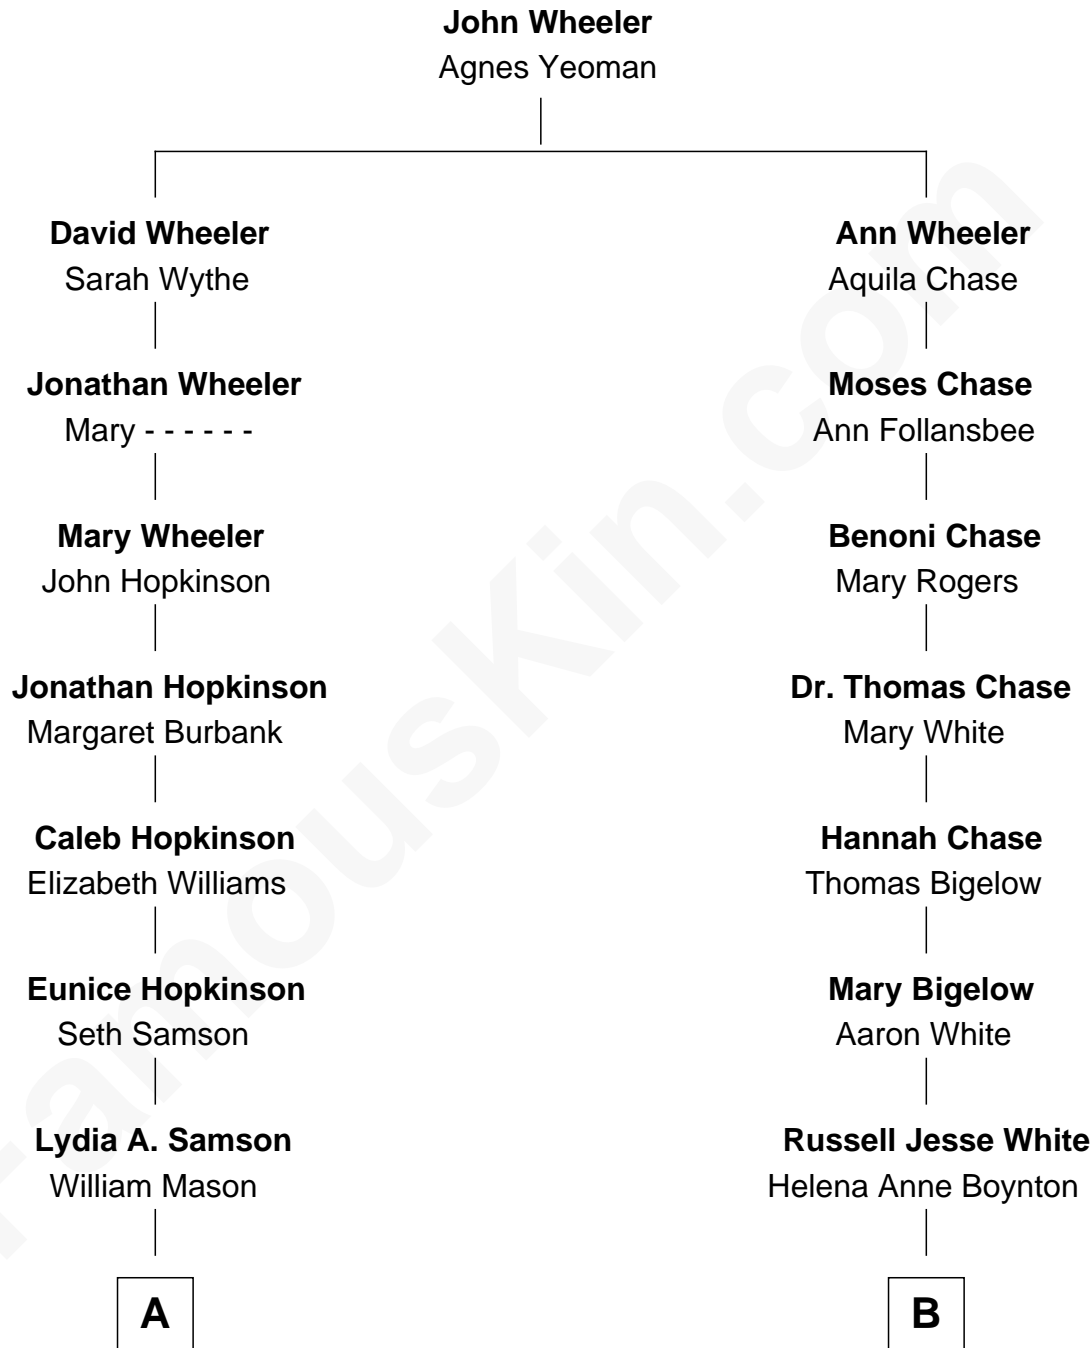 John Wheeler
Agnes Yeoman
David Wheeler
Sarah Wythe
Ann Wheeler
Aquila Chase
Jonathan Wheeler
Mary - - - - - -
Moses Chase
Ann Follansbee
Mary Wheeler
John Hopkinson
Benoni Chase
Mary Rogers
Jonathan Hopkinson
Margaret Burbank
Dr. Thomas Chase
Mary White
Caleb Hopkinson
Elizabeth Williams
Hannah Chase
Thomas Bigelow
Eunice Hopkinson
Seth Samson
Mary Bigelow
Aaron White
Lydia A. Samson
William Mason
Russell Jesse White
Helena Anne Boynton
A
B
FamousKin.com